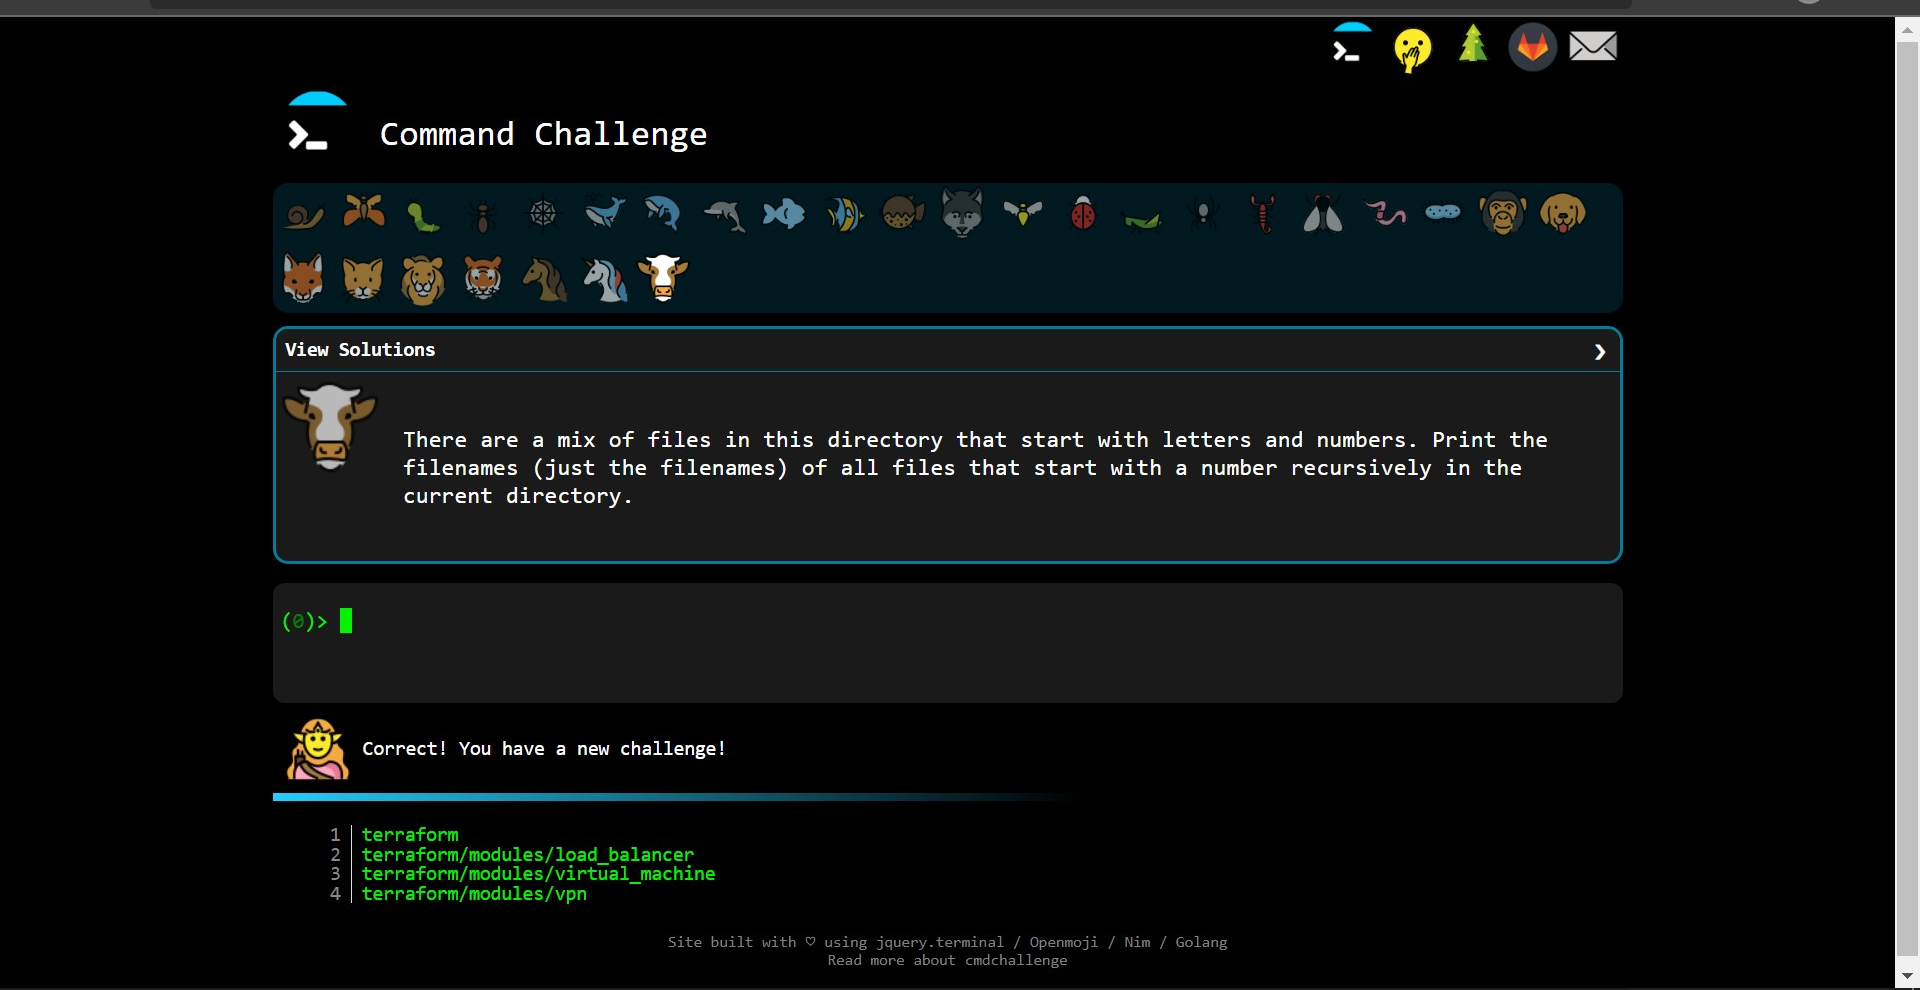 Command Challenge
View Solutions
There are a mix of files in this directory that start with letters and numbers. Print the
filenames (just the filenames) of all files that start with a number recursively in the
current directory.
(0)>
Correct! You have a new challenge!
1 terraform
2 terraform/modules/load_balancer
3 terraform/modules/virtual_machine
4 terraform/modules/vpn
Site built with ♡ using jquery.terminal / Openmoji / Nim / Golang
Read more about cmdchallenge